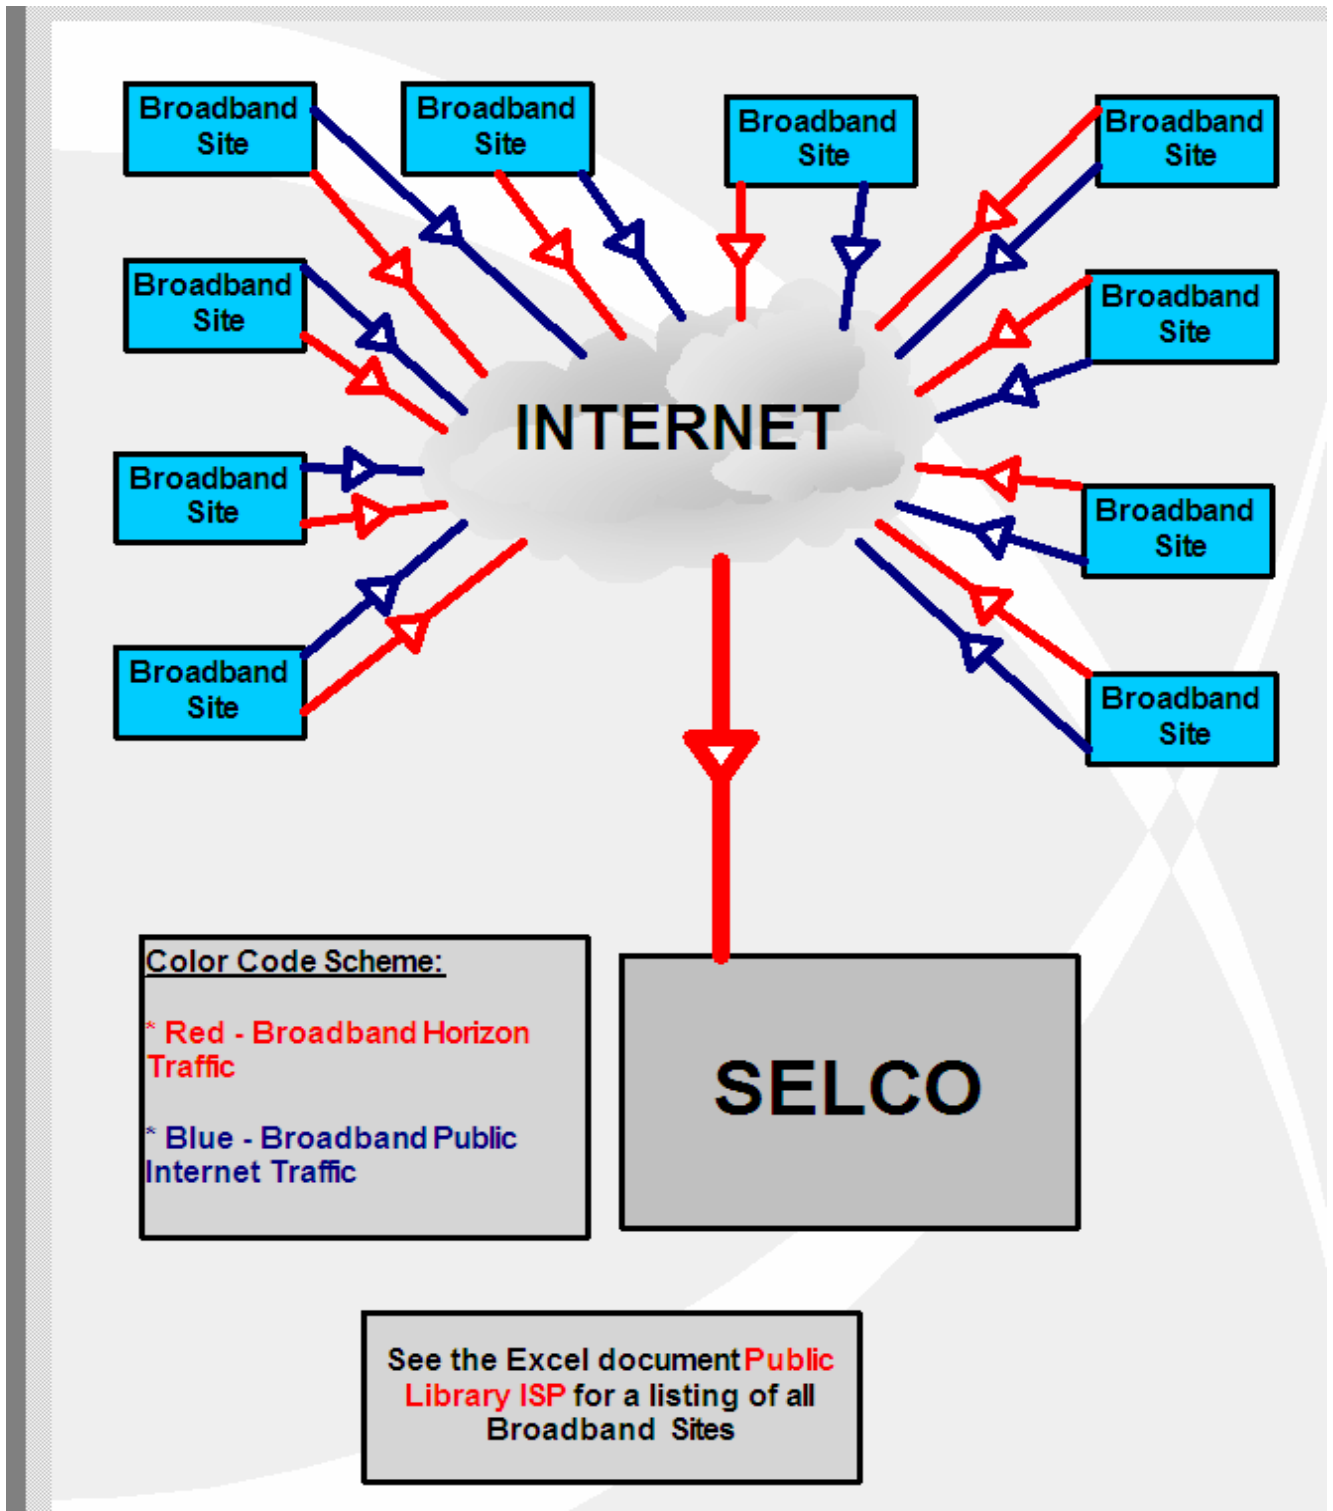 Broadband
Site
Broadband
Site
Broadband
Site
Broadband
Site
Broadband
Site
Broadband
Site
INTERNET
Broadband
Site
Broadband
Site
Broadband
Site
Broadband
Site
Color Code Scheme:
* Red - Broadband Horizon
Traffic
* Blue - Broadband Public
Internet Traffic
SELCO
See the Excel document Public
Library ISP for a listing of all
Broadband Sites